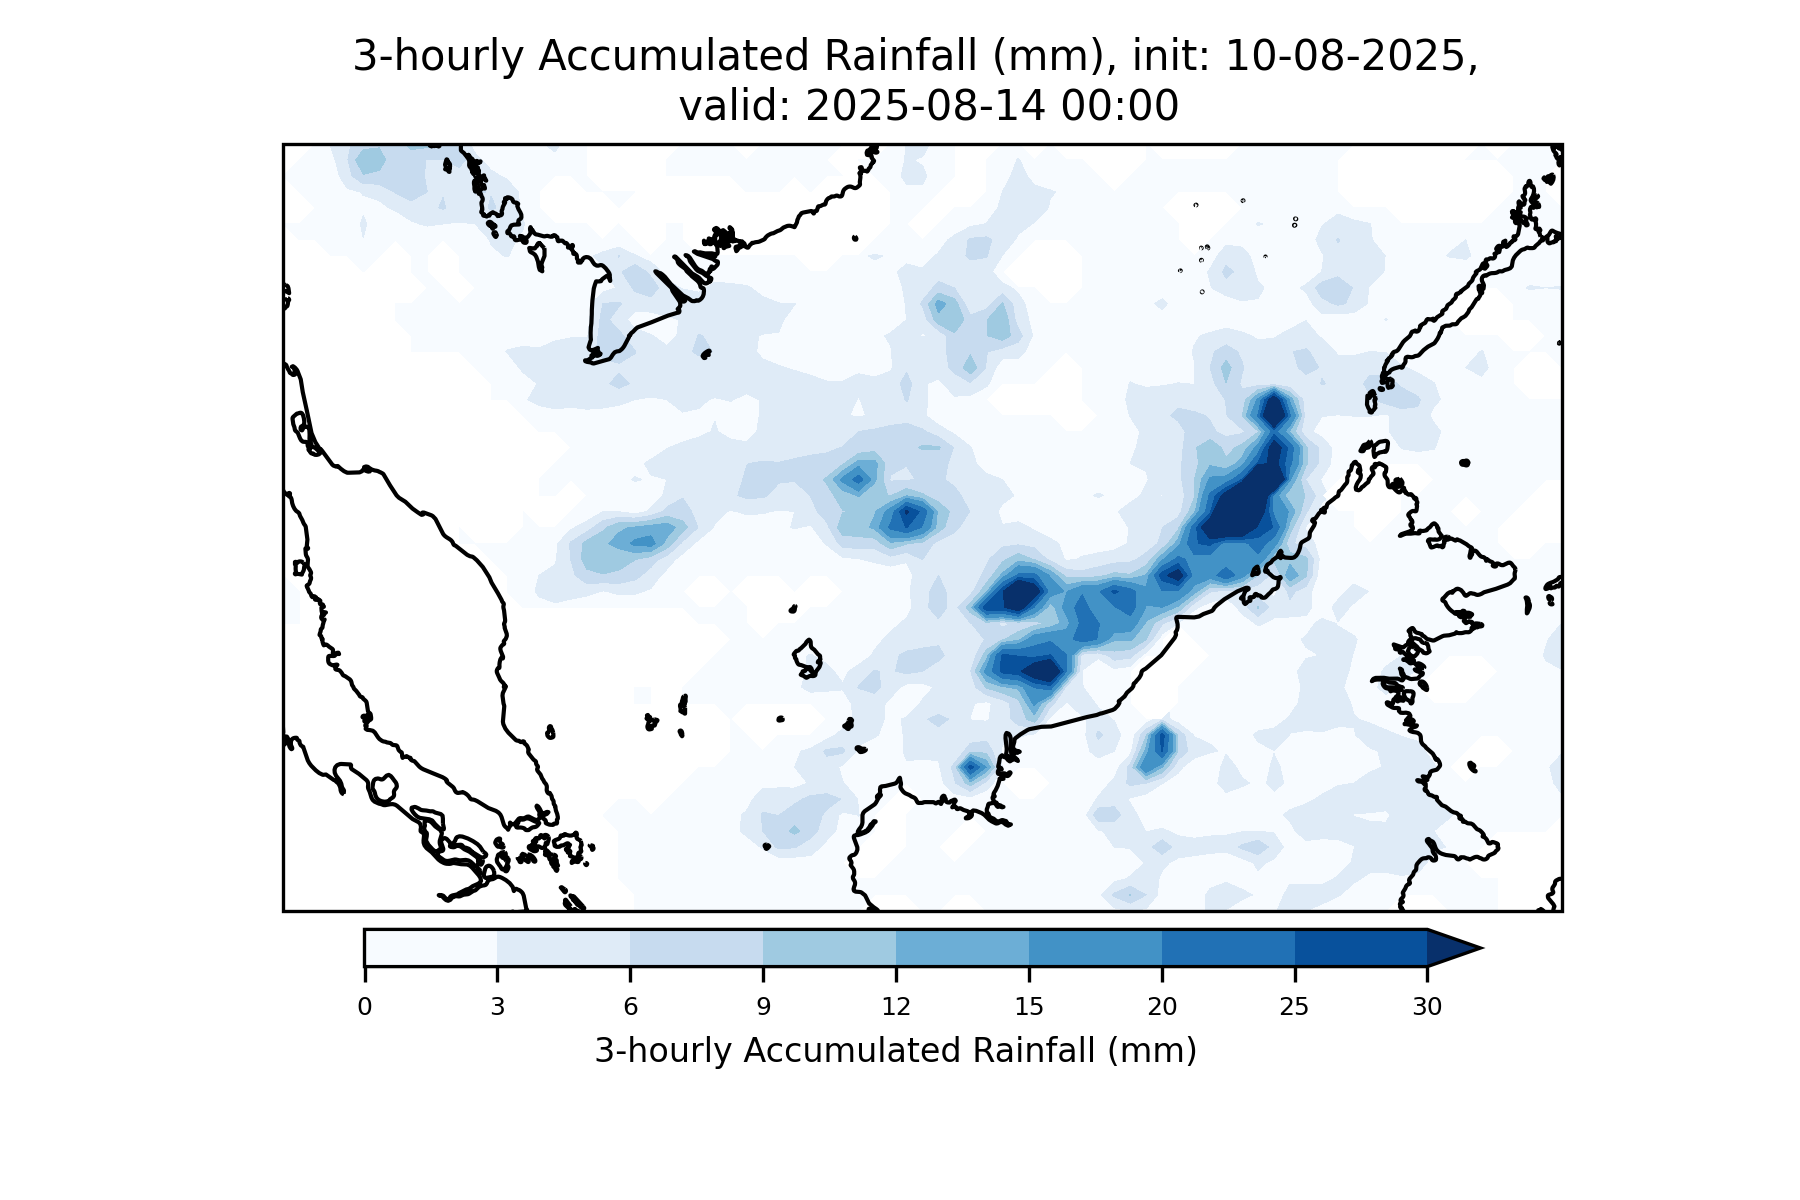 3-hourly Accumulated Rainfall (mm), init: 10-08-2025,
valid: 2025-08-14 00:00
0 3 6 9 12 15 20 25 30
3-hourly Accumulated Rainfall (mm)